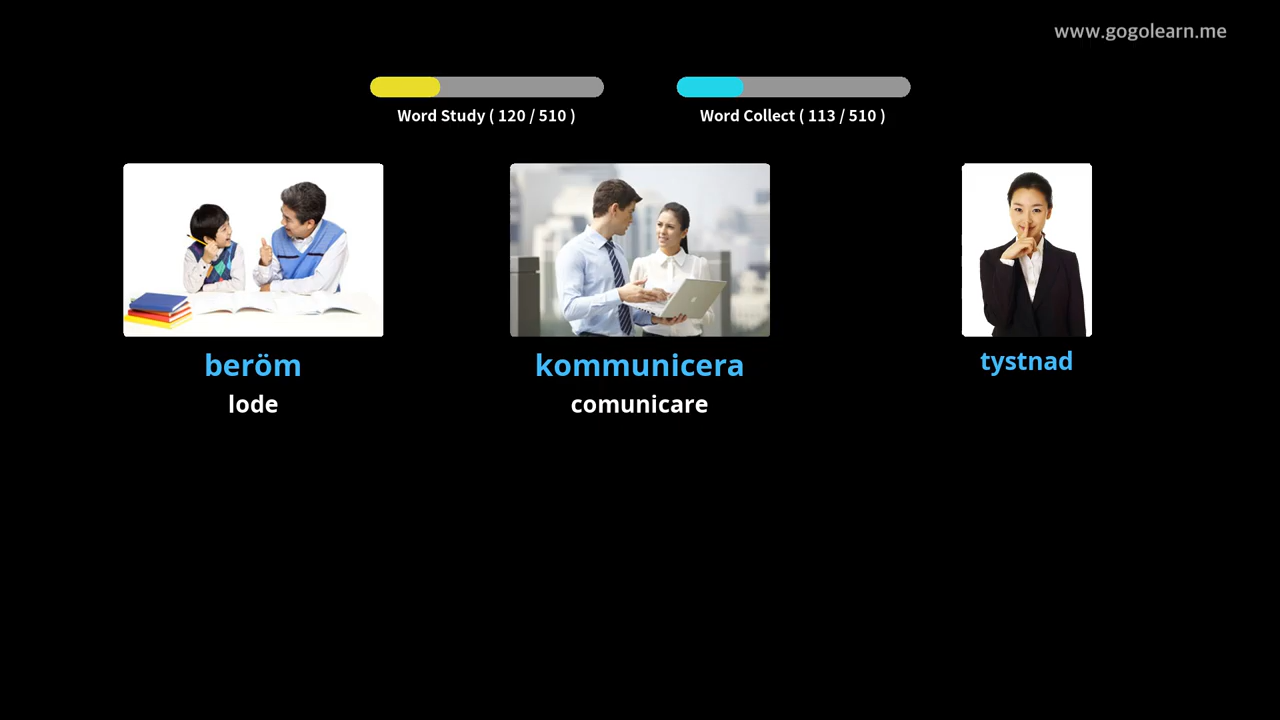 www.gogolearn.me
Word Study ( 120 / 510 )
Word Collect ( 113 / 510 )
beröm
lode
kommunicera
comunicare
tystnad